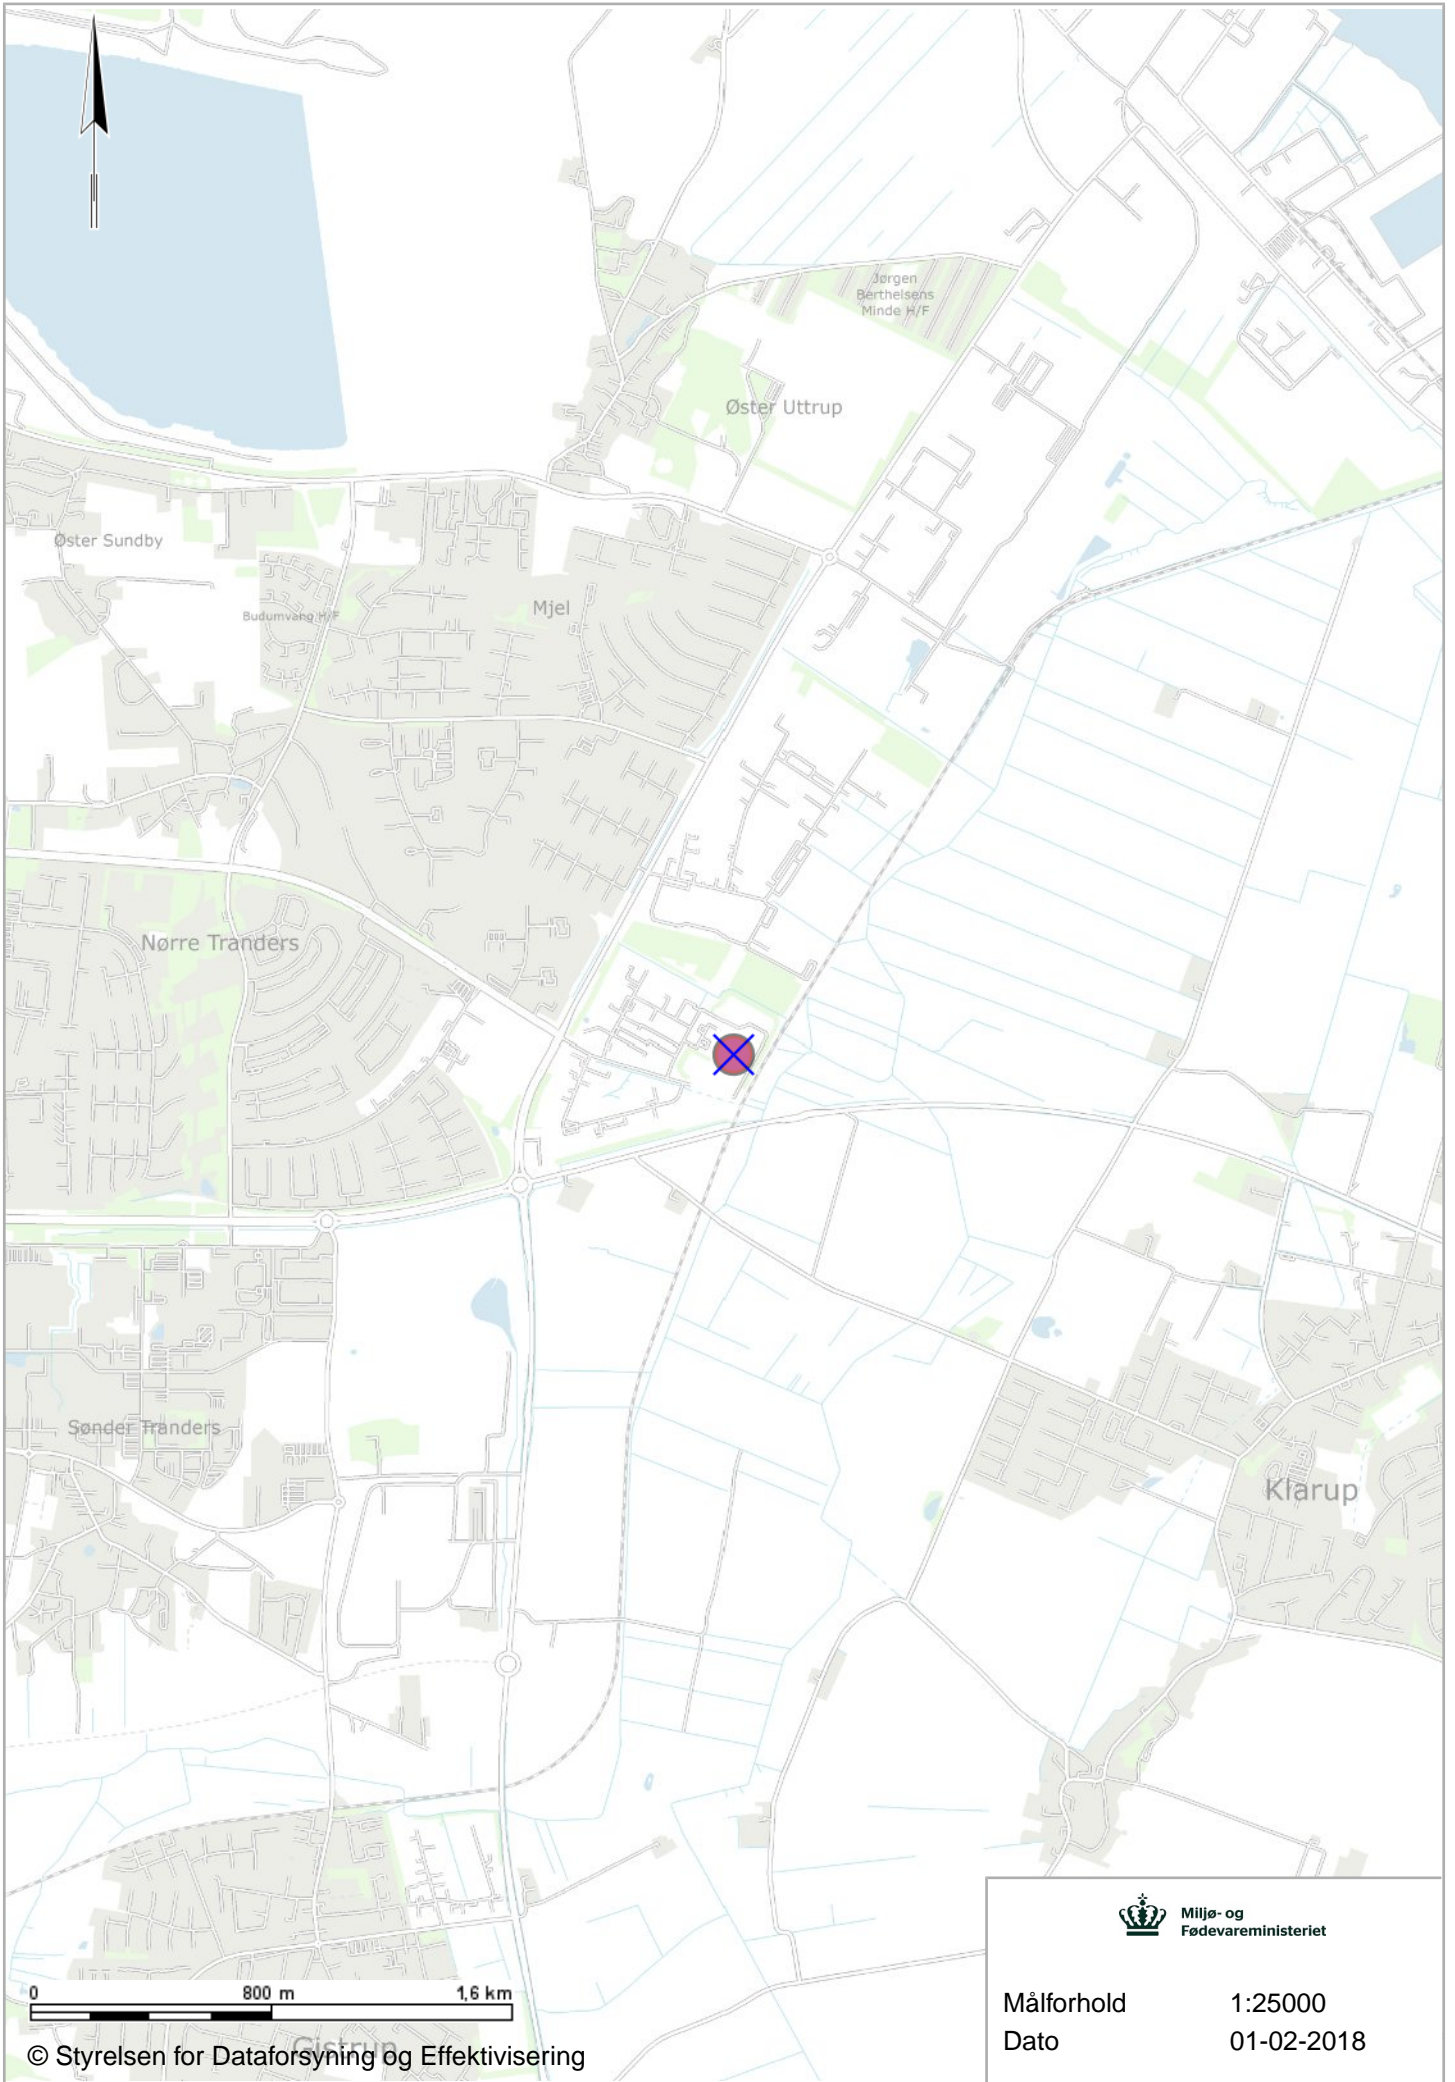 Jørgen
Berthelsens
Minde H/F
Øster Uttrup
Øster Sundby
Budumvang H/F
Mjel
Nørre Tranders
Sønder Tranders
Klarup
Miljø- og
Fødevareministeriet
0 800 m 1,6 km
Målforhold 1:25000
Gistrup
Dato 01-02-2018
© Styrelsen for Dataforsyning og Effektivisering